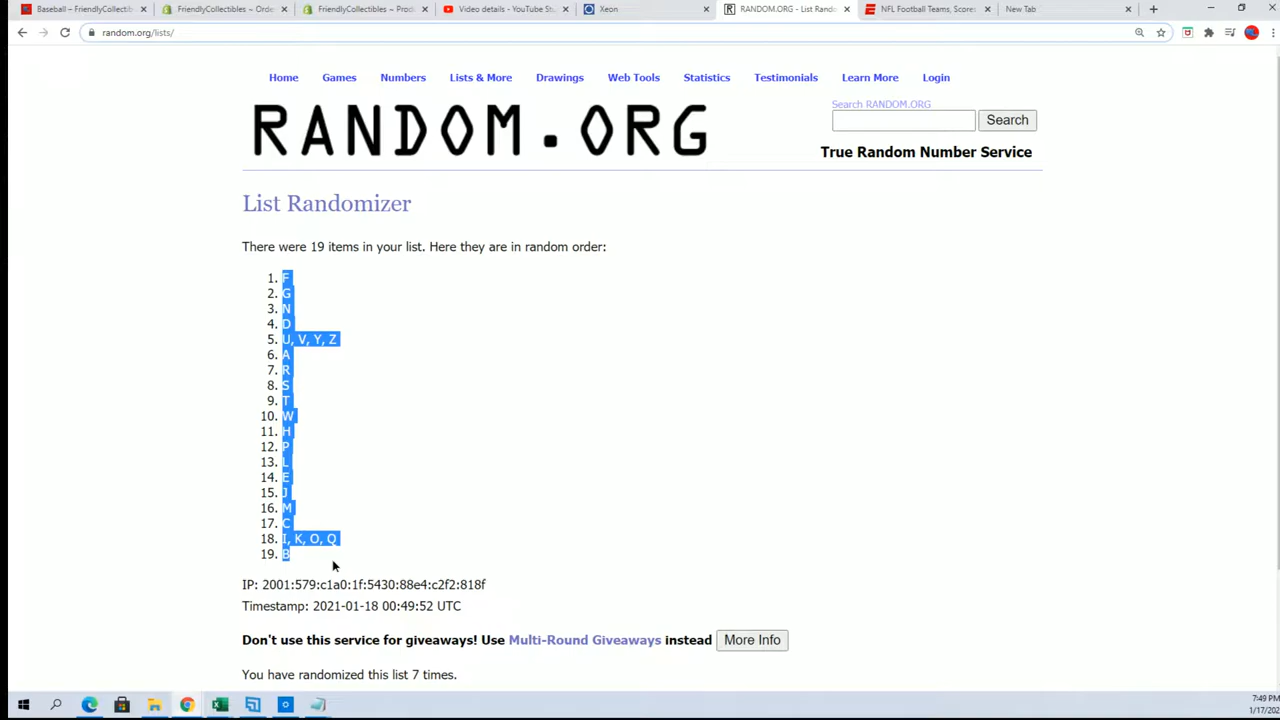 Baseball – FriendlyCollectib
FriendlyCollectibles ~ Orde
FriendlyCollectibles ~ Prod
Video details - YouTube St
Xeon
RANDOM.ORG - List Rando
NFL Football Teams, Scores
New Tab
random.org/lists/
Home Games Numbers Lists & More Drawings Web Tools Statistics Testimonials Learn More Login
Search RANDOM.ORG
RANDOM.ORG
Search
True Random Number Service
List Randomizer
There were 19 items in your list. Here they are in random order:
1. F
2. G
3. N
4. D
5. U, V, Y, Z
6. A
7. R
8. S
9. T
10. W
11. H
12. P
13. L
14. E
15. J
16. M
17. C
18. I, K, O, Q
19. B
IP: 2001:579:c1a0:1f:5430:88e4:c2f2:818f
Timestamp: 2021-01-18 00:49:52 UTC
Don't use this service for giveaways! Use Multi-Round Giveaways instead More Info
You have randomized this list 7 times.
7:49 PM
1/17/202